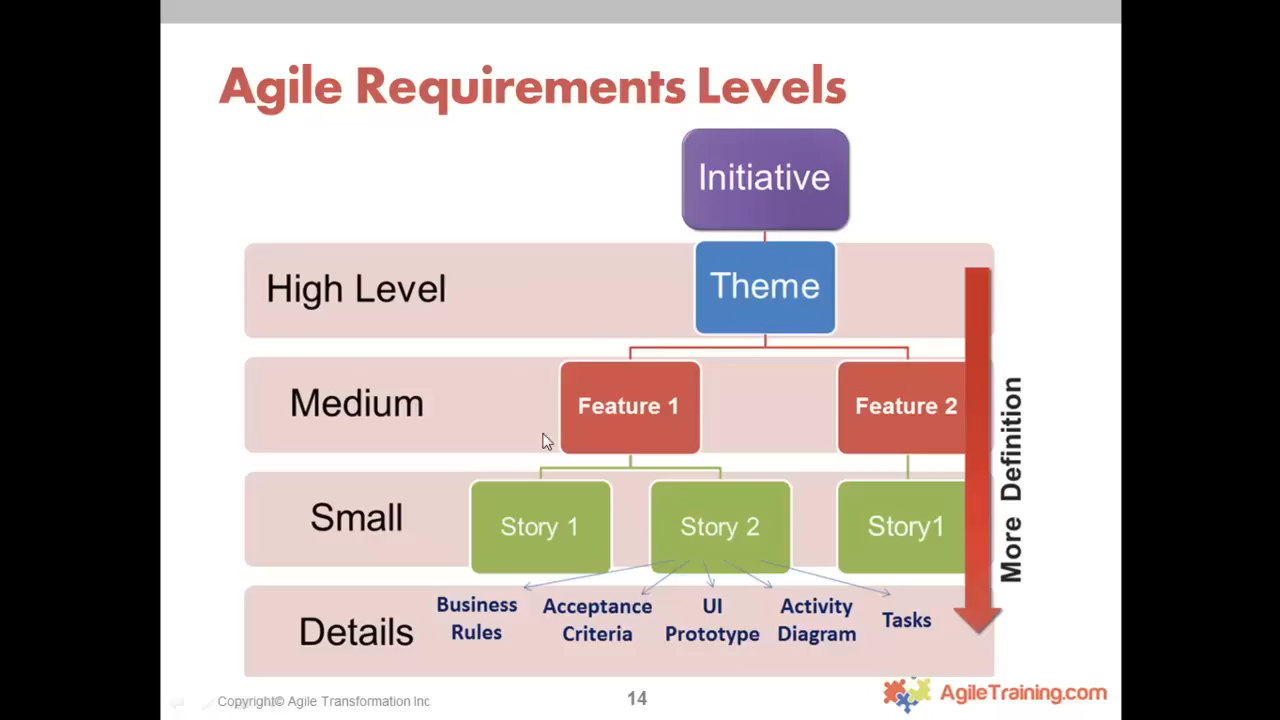 Agile Requirements Levels
Initiative
High Level
Theme
Medium
Feature 1
Feature 2
Small
Story 1
Story 2
Story1
Details
Business
Rules
Acceptance
Criteria
UI
Prototype
Activity
Diagram
Tasks
More Definition
Copyright© Agile Transformation Inc
14
AgileTraining.com